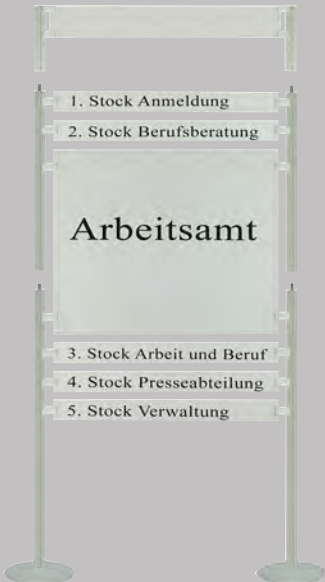 1. Stock Anmeldung
2. Stock Berufsberatung
Arbeitsamt
3. Stock Arbeit und Beruf
4. Stock Presseabteilung
5. Stock Verwaltung